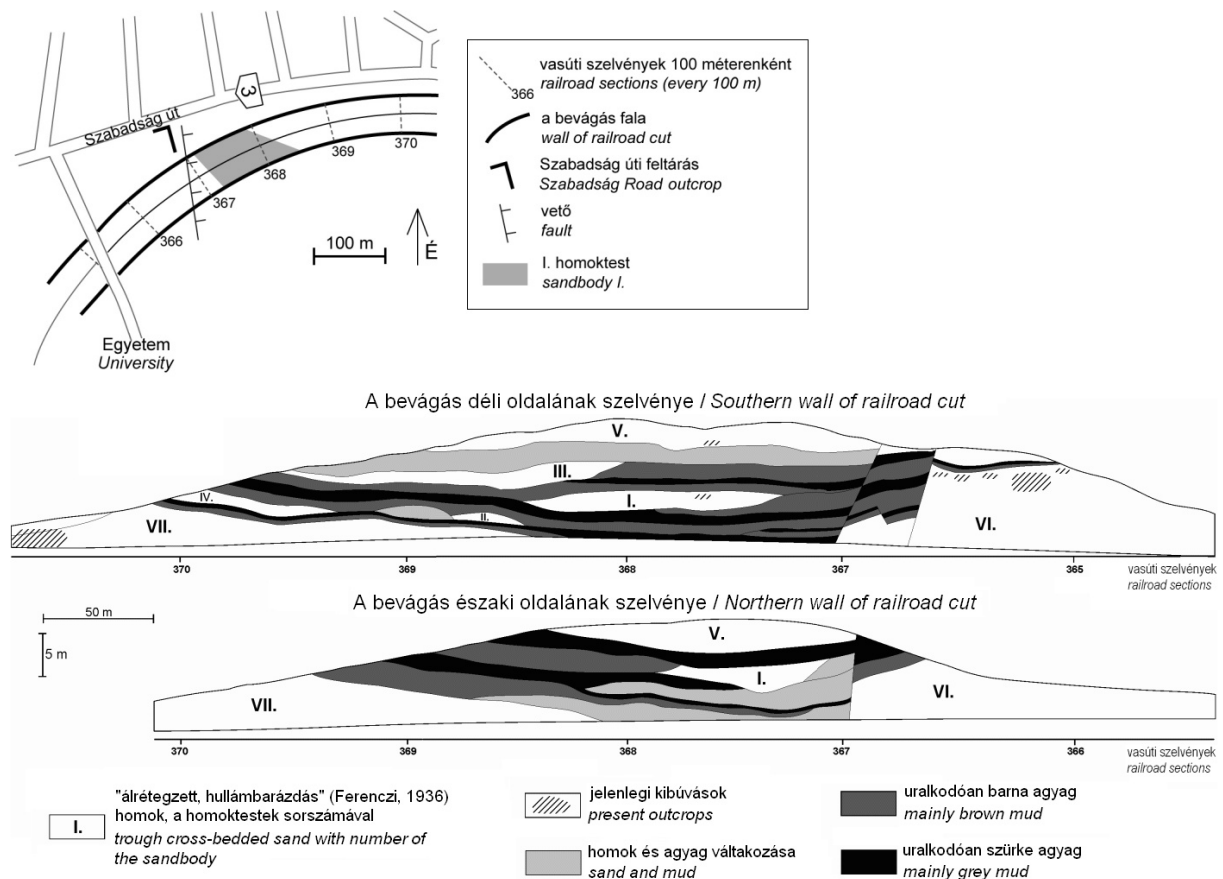 Szabadság út
3
366
367
368
369
370
100 m
É
Egyetem
University
366
vasúti szelvények 100 méterenként
railroad sections (every 100 m)
a bevágás fala
wall of railroad cut
Szabadság úti feltárás
Szabadság Road outcrop
vető
fault
I. homoktest
sandbody I.
A bevágás déli oldalának szelvénye / Southern wall of railroad cut
V.
III.
I.
IV.
II.
VII.
VI.
370
369
368
367
365
vasúti szelvények
railroad sections
50 m
5 m
A bevágás északi oldalának szelvénye / Northern wall of railroad cut
V.
I.
VII.
VI.
370
369
368
367
366
vasúti szelvények
railroad sections
I.
"álrétegzett, hullámbarázdás" (Ferenczi, 1936)
homok, a homoktestek sorszámával
trough cross-bedded sand with number of
the sandbody
jelenlegi kibúvások
present outcrops
homok és agyag váltakozása
sand and mud
uralkodóan barna agyag
mainly brown mud
uralkodóan szürke agyag
mainly grey mud